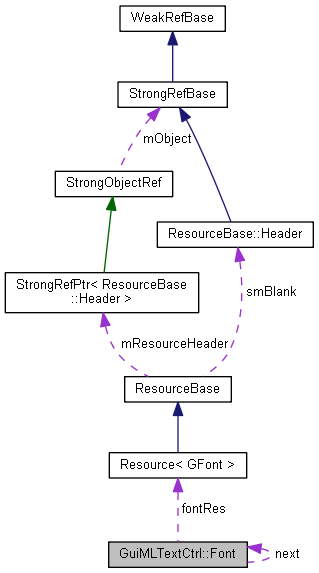 WeakRefBase
StrongRefBase
mObject
StrongObjectRef
ResourceBase::Header
StrongRefPtr< ResourceBase
::Header >
smBlank
mResourceHeader
ResourceBase
Resource< GFont >
fontRes
GuiMLTextCtrl::Font
next